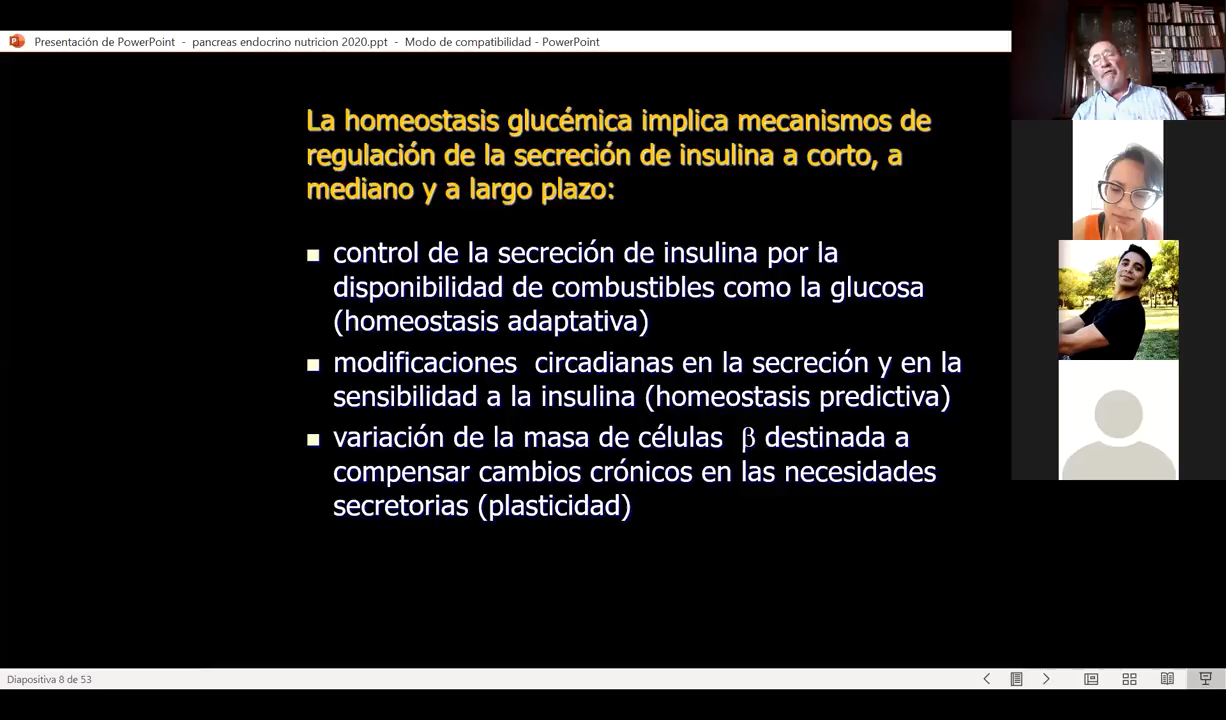 Presentación de PowerPoint - pancreas endocrino nutricion 2020.ppt - Modo de compatibilidad - PowerPoint
La homeostasis glucémica implica mecanismos de
regulación de la secreción de insulina a corto, a
mediano y a largo plazo:
control de la secreción de insulina por la
disponibilidad de combustibles como la glucosa
(homeostasis adaptativa)
modificaciones circadianas en la secreción y en la
sensibilidad a la insulina (homeostasis predictiva)
variación de la masa de células β destinada a
compensar cambios crónicos en las necesidades
secretorias (plasticidad)
Diapositiva 8 de 53